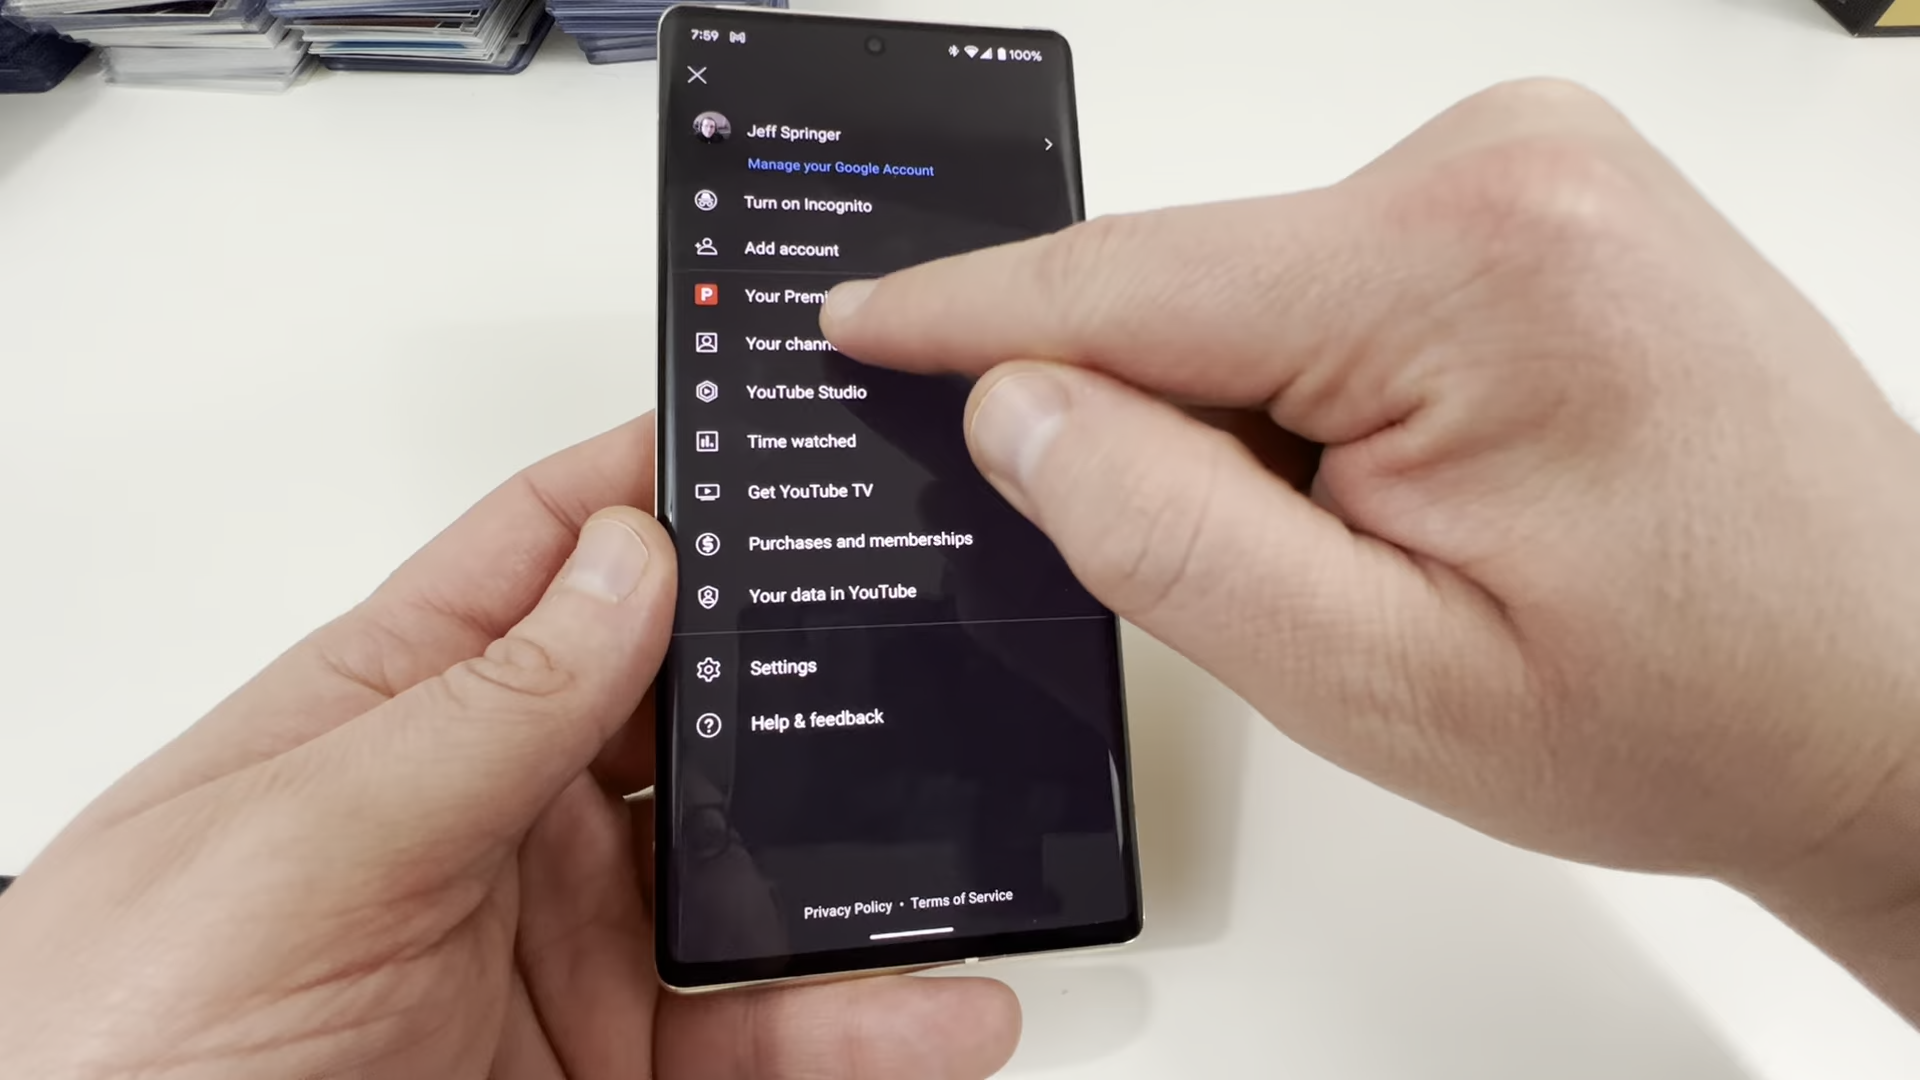 7:59
100%
Jeff Springer
Manage your Google Account
Turn on Incognito
Add account
P
Your
Your
YouTube Studio
Time watched
Get YouTube TV
Purchases and memberships
Your data in YouTube
Settings
Help & feedback
Privacy Policy • Terms of Service